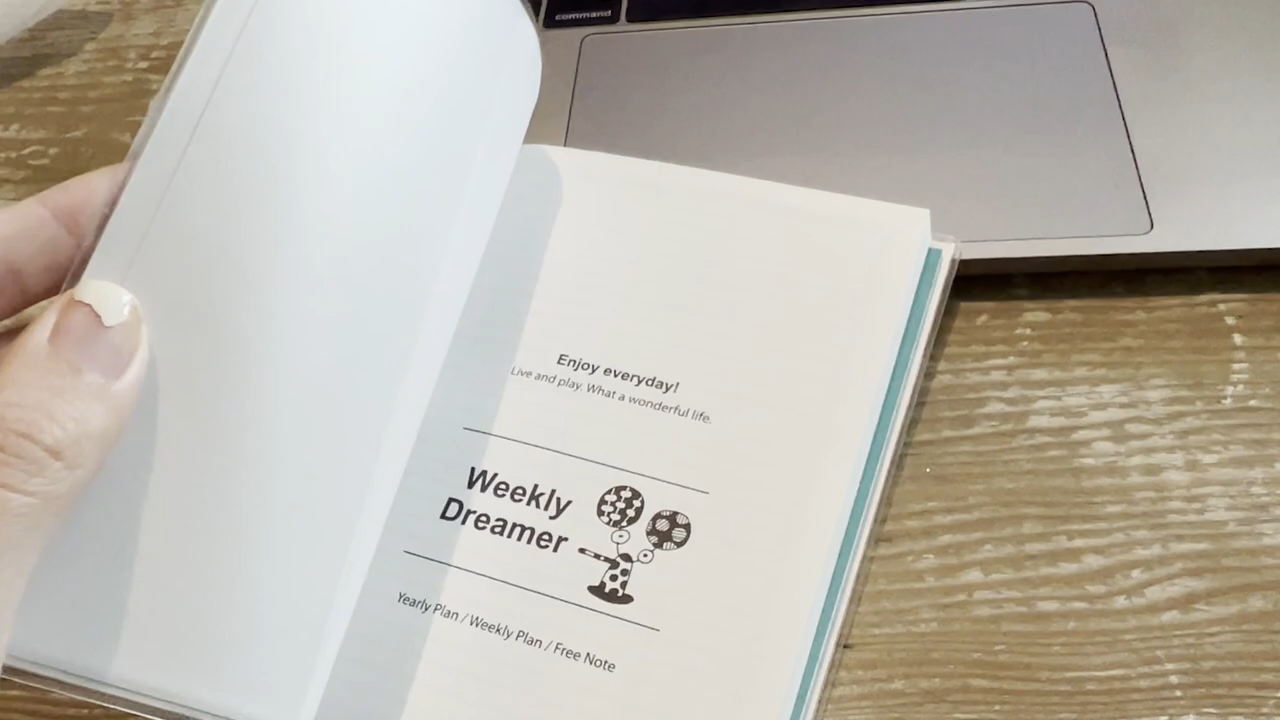 command
Enjoy everyday!
Live and play. What a wonderful life.
Weekly
Dreamer
Yearly Plan / Weekly Plan / Free Note